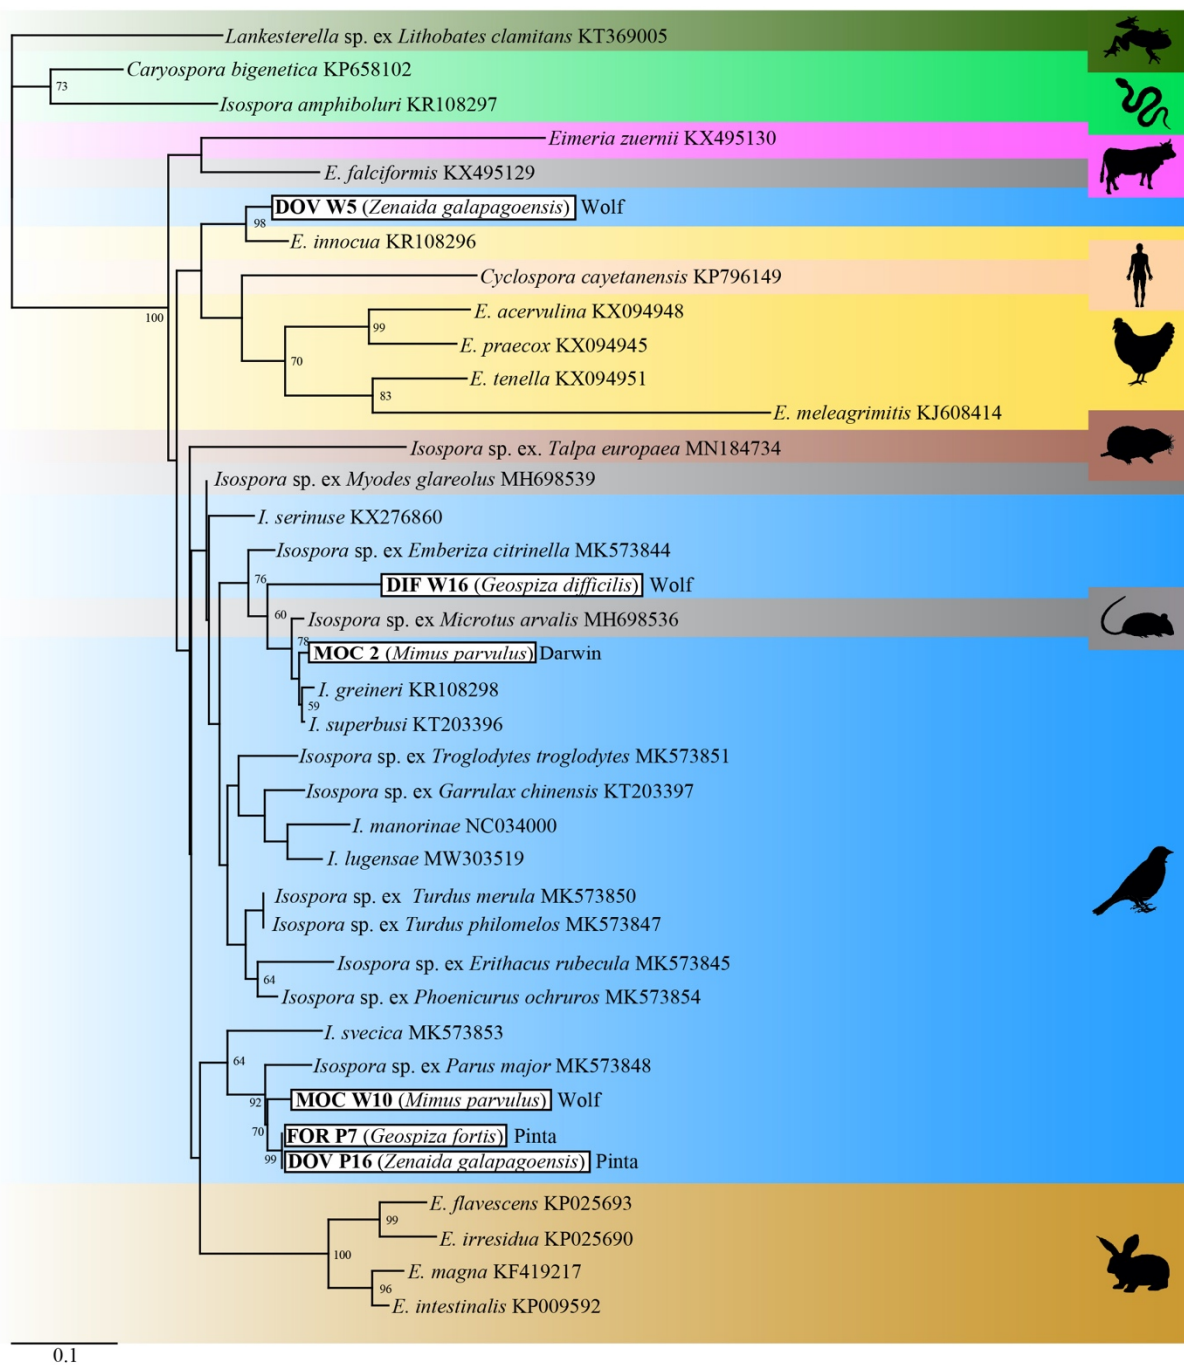 Lankesterella sp. ex Lithobates clamitans KT369005
Caryospora bigenetica KP658102
73
Isospora amphiboluri KR108297
Eimeria zuernii KX495130
E. falciformis KX495129
DOV W5 (Zenaida galapagoensis) Wolf
98
E. innocua KR108296
Cyclospora cayetanensis KP796149
E. acervulina KX094948
100
99
E. praecox KX094945
70
E. tenella KX094951
83
E. meleagrimitis KJ608414
Isospora sp. ex. Talpa europaea MN184734
Isospora sp. ex Myodes glareolus MH698539
I. serinuse KX276860
Isospora sp. ex Emberiza citrinella MK573844
76
DIF W16 (Geospiza difficilis) Wolf
60
Isospora sp. ex Microtus arvalis MH698536
78
MOC 2 (Mimus parvulus) Darwin
I. greineri KR108298
59
I. superbusi KT203396
Isospora sp. ex Troglodytes troglodytes MK573851
Isospora sp. ex Garrulax chinensis KT203397
I. manorinae NC034000
I. lugensae MW303519
Isospora sp. ex Turdus merula MK573850
Isospora sp. ex Turdus philomelos MK573847
Isospora sp. ex Erithacus rubecula MK573845
64
Isospora sp. ex Phoenicurus ochruros MK573854
I. svecica MK573853
64
Isospora sp. ex Parus major MK573848
92
MOC W10 (Mimus parvulus) Wolf
70
FOR P7 (Geospiza fortis) Pinta
99
DOV P16 (Zenaida galapagoensis) Pinta
E. flavescens KP025693
99
E. irresidua KP025690
100
E. magna KF419217
96
E. intestinalis KP009592
0.1